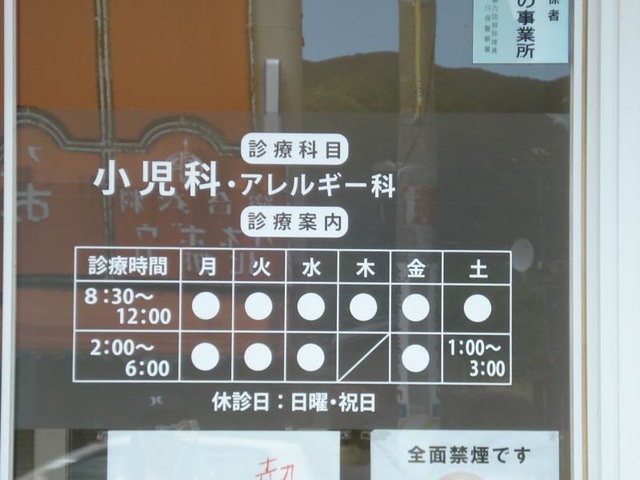 係者
の事業所
診療科目
小児科・アレルギー科
診療案内
診療時間 月 火 水 木 金 土
8:30～12:00 ● ● ● ● ● ●
2:00～6:00 ● ● ● ／ ● 1:00～3:00
休診日：日曜・祝日
全面禁煙です